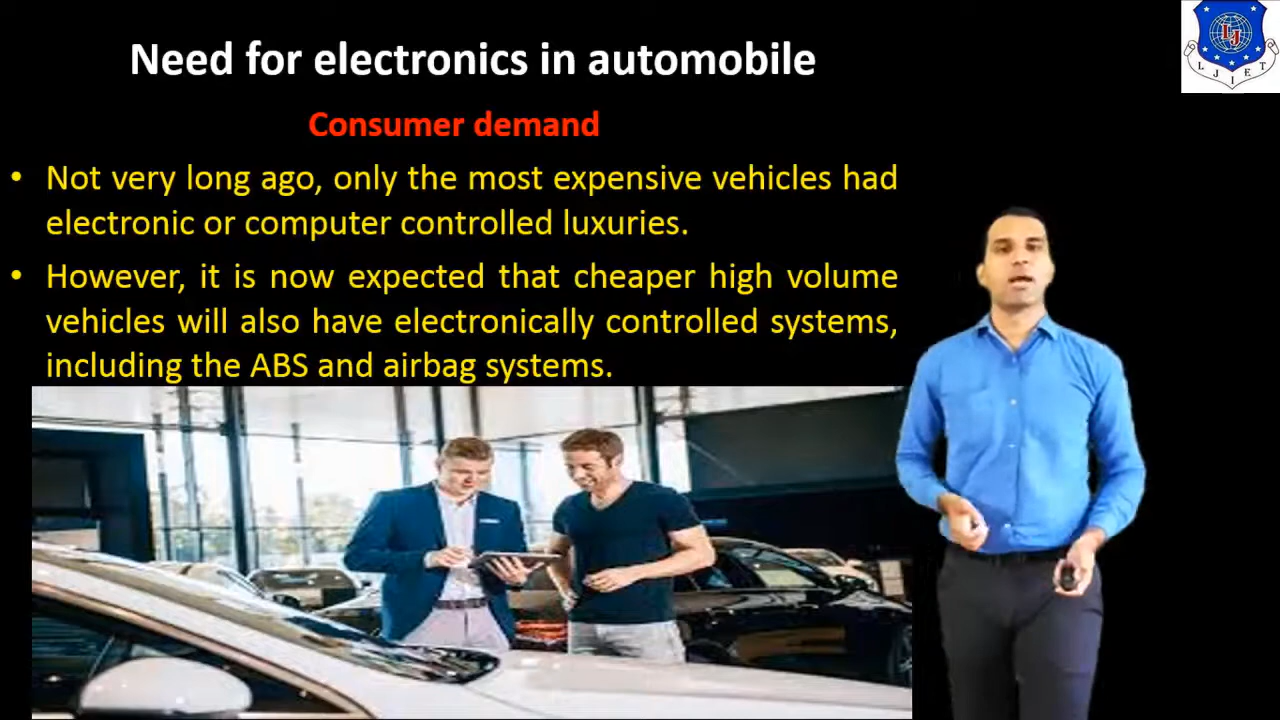 Need for electronics in automobile
Consumer demand
• Not very long ago, only the most expensive vehicles had
electronic or computer controlled luxuries.
• However, it is now expected that cheaper high volume
vehicles will also have electronically controlled systems,
including the ABS and airbag systems.
LJ
LJIET